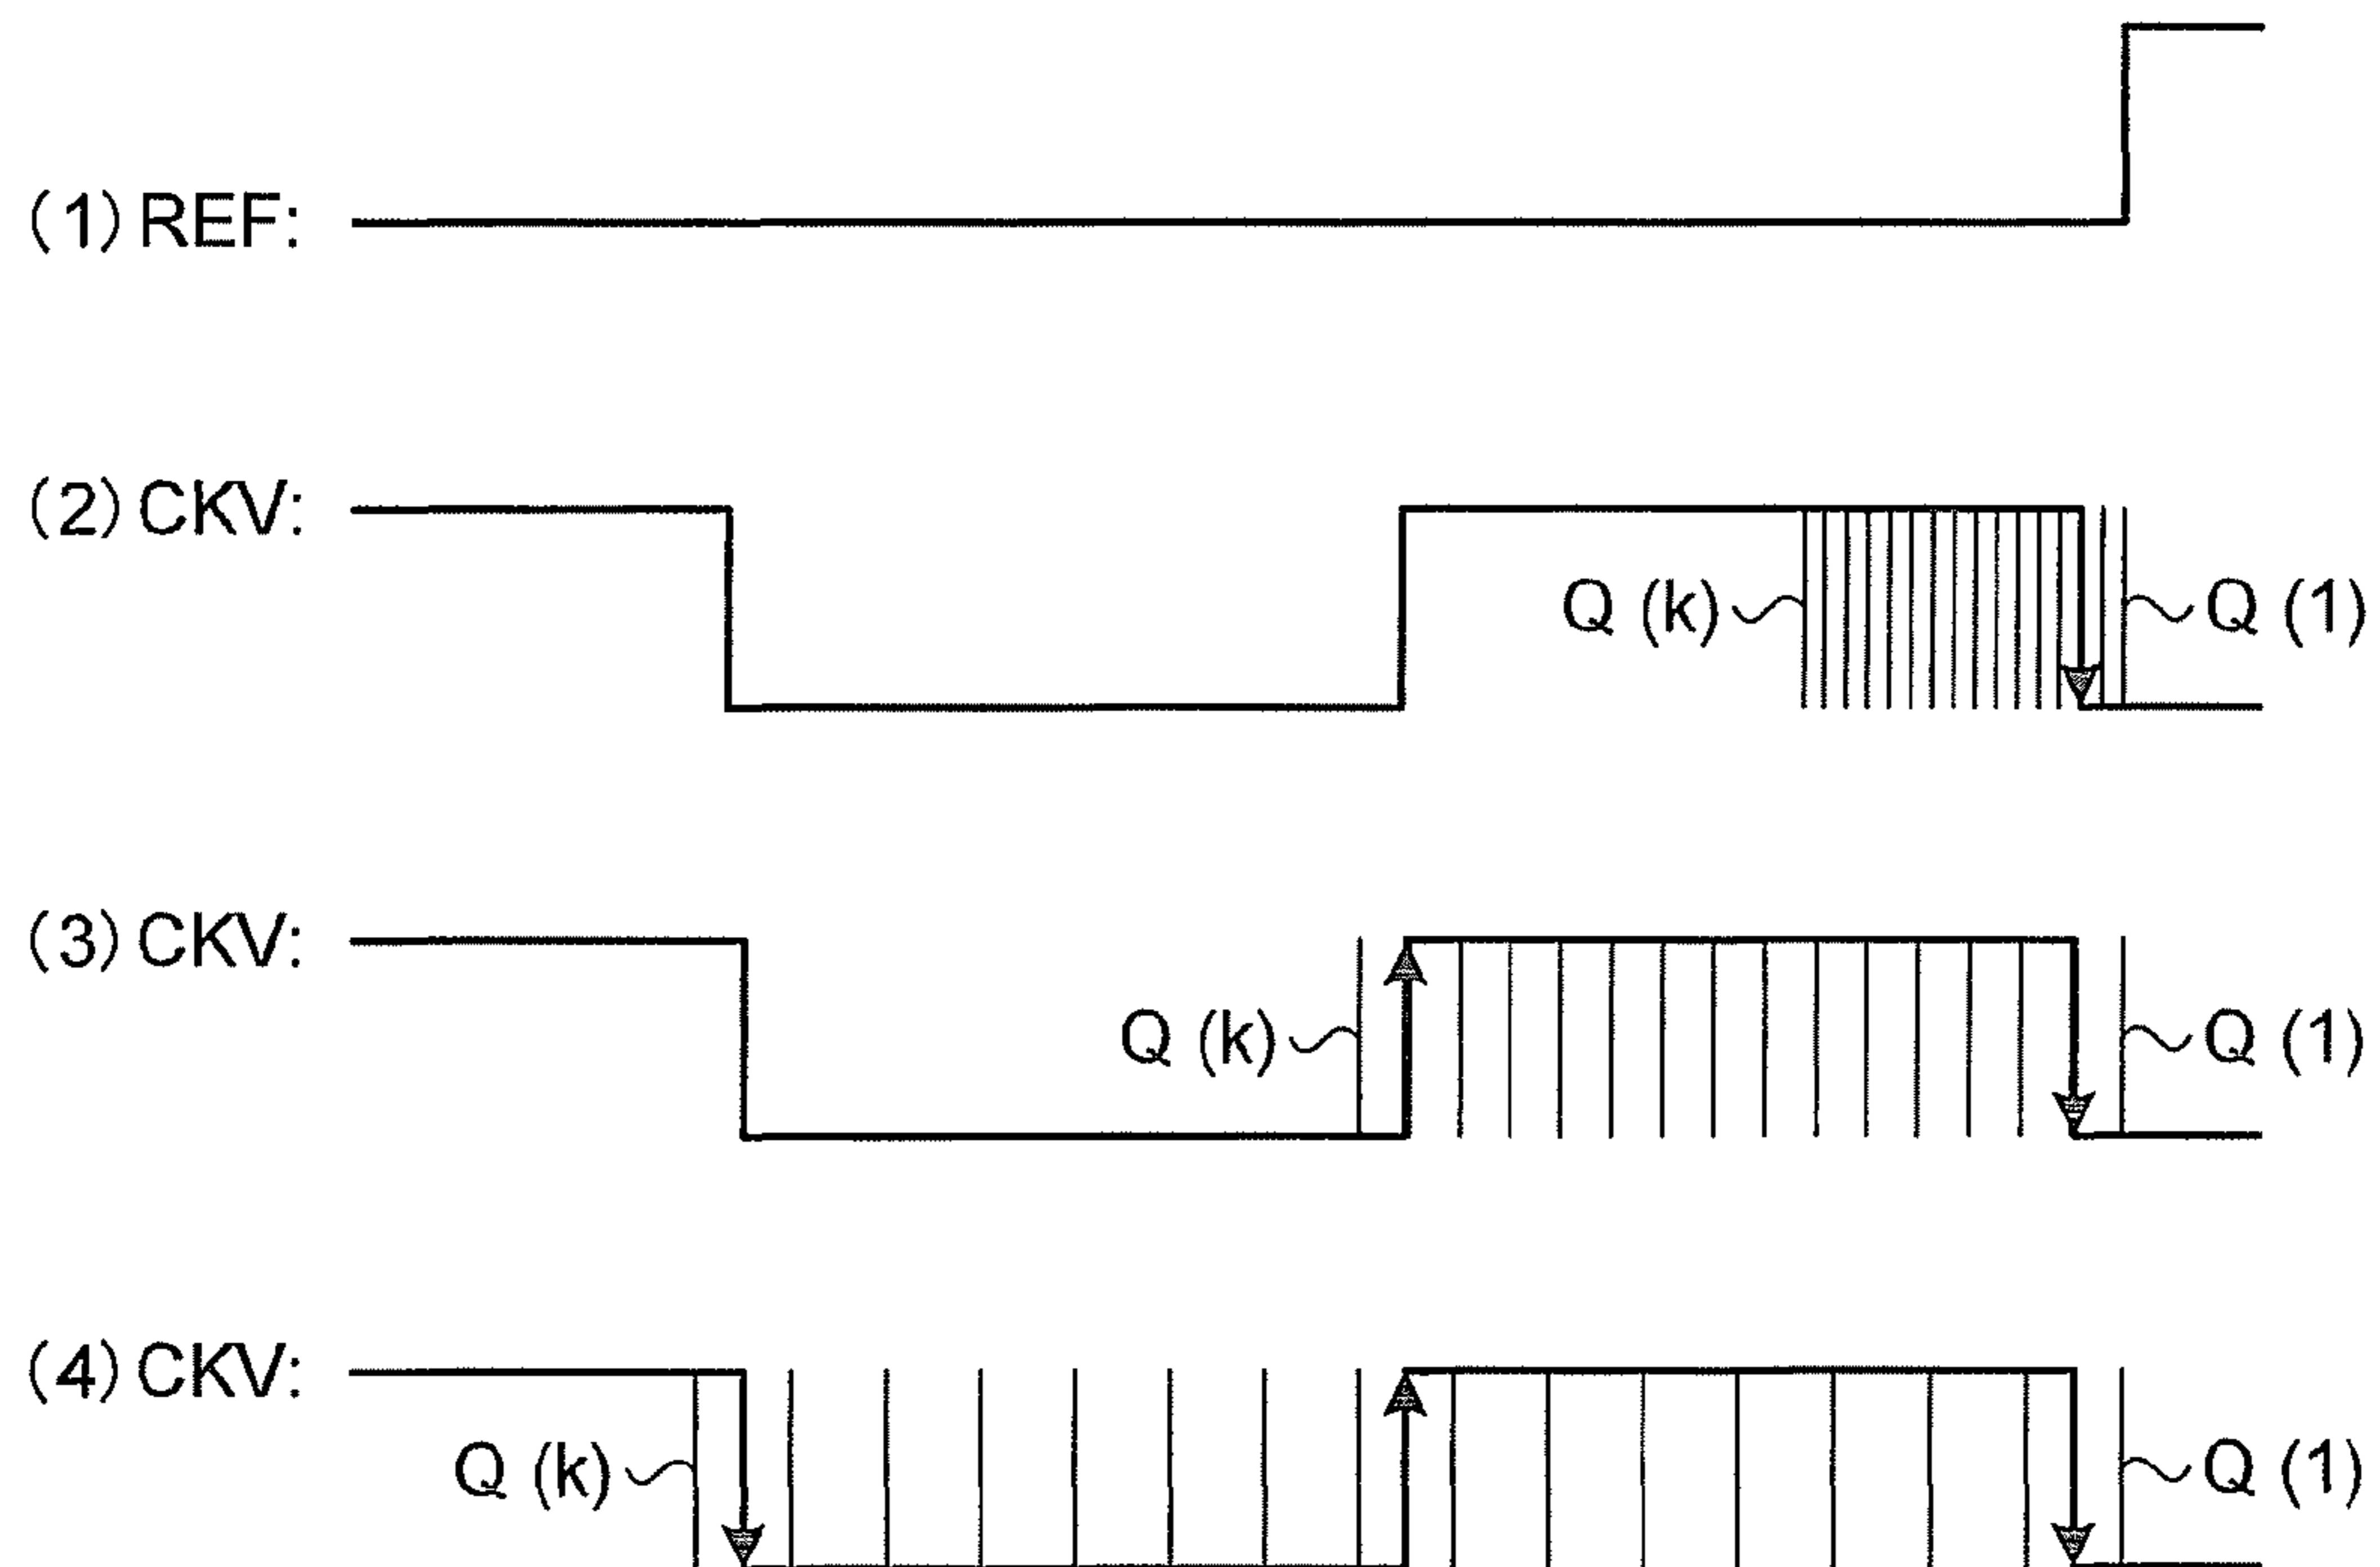 (1) REF:
(2) CKV:
Q (k)
Q (1)
(3) CKV:
Q (k)
Q (1)
(4) CKV:
Q (k)
Q (1)